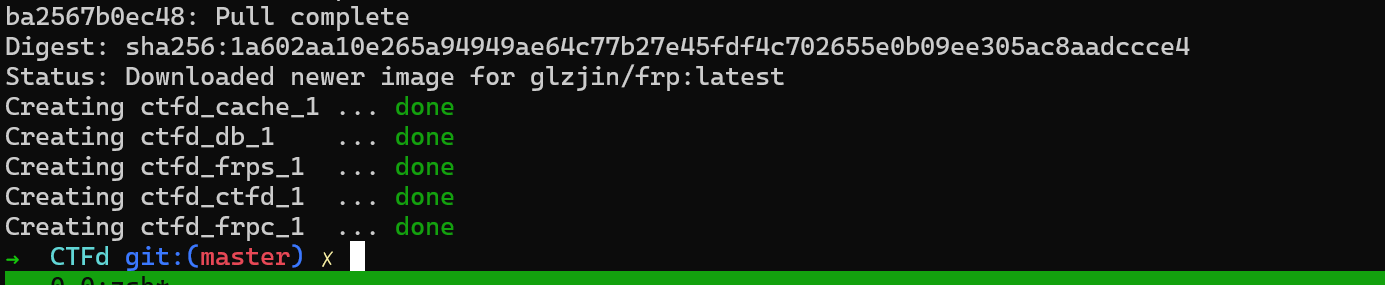 ba2567b0ec48: Pull complete
Digest: sha256:1a602aa10e265a94949ae64c77b27e45fdf4c702655e0b09ee305ac8aadccce4
Status: Downloaded newer image for glzjin/frp:latest
Creating ctfd_cache_1 ... done
Creating ctfd_db_1    ... done
Creating ctfd_frps_1  ... done
Creating ctfd_ctfd_1  ... done
Creating ctfd_frpc_1  ... done
→  CTFd git:(master) ✗